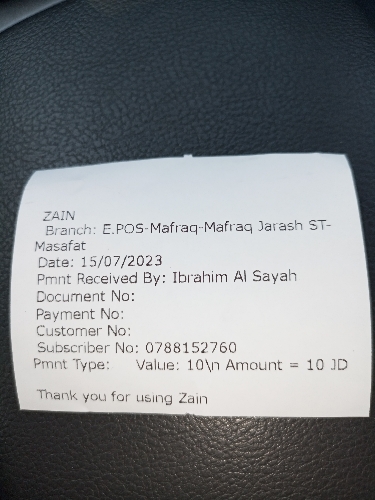 ZAIN
Branch: E.POS-Mafraq-Mafraq Jarash ST-
Masafat
Date: 15/07/2023
Pmnt Received By: Ibrahim Al Sayah
Document No:
Payment No:
Customer No:
Subscriber No: 0788152760
Pmnt Type: Value: 10\n Amount = 10 JD
Thank you for using Zain